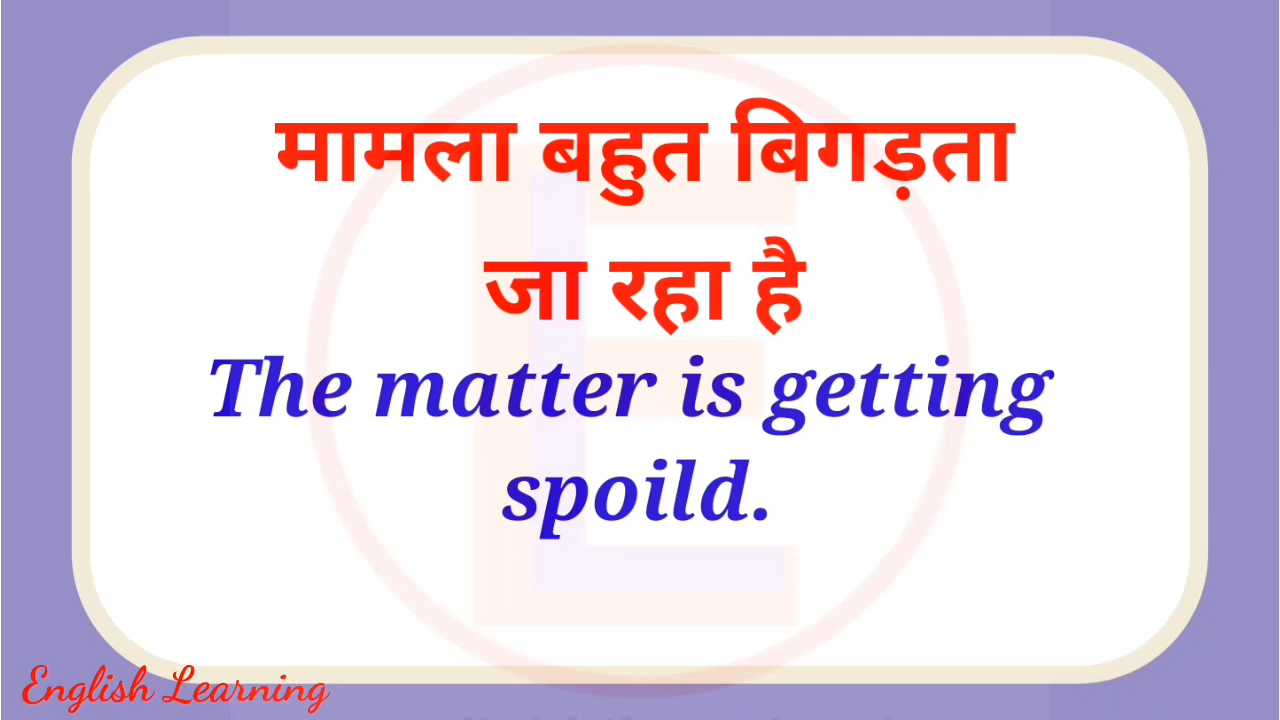 मामला बहुत बिगड़ता
जा रहा है
The matter is getting
spoild.
English Learning